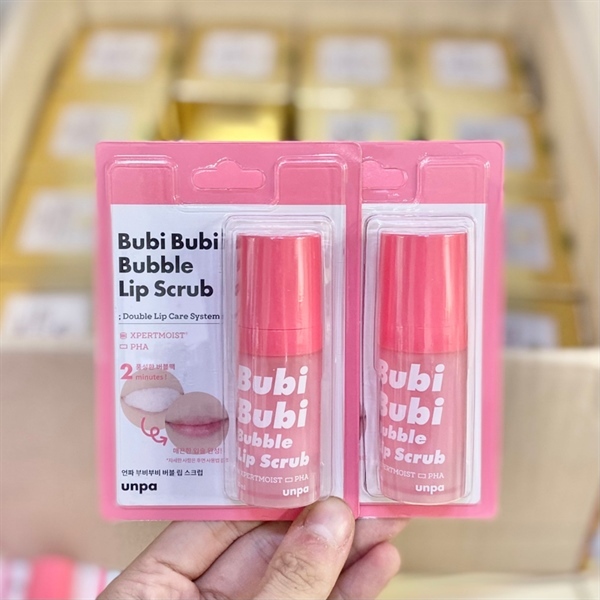 Bubi Bubi
Bubble
Lip Scrub
; Double Lip Care System ;
XPERTMOIST
PHA
2
minutes!
언파 부비부비 버블 립 스크럽
unpa
Bubi
Bubi
Bubble
Lip Scrub
XPERTMOIST PHA
unpa
Bubi
Bubi
Bubble
Lip Scrub
XPERTMOIST PHA
unpa